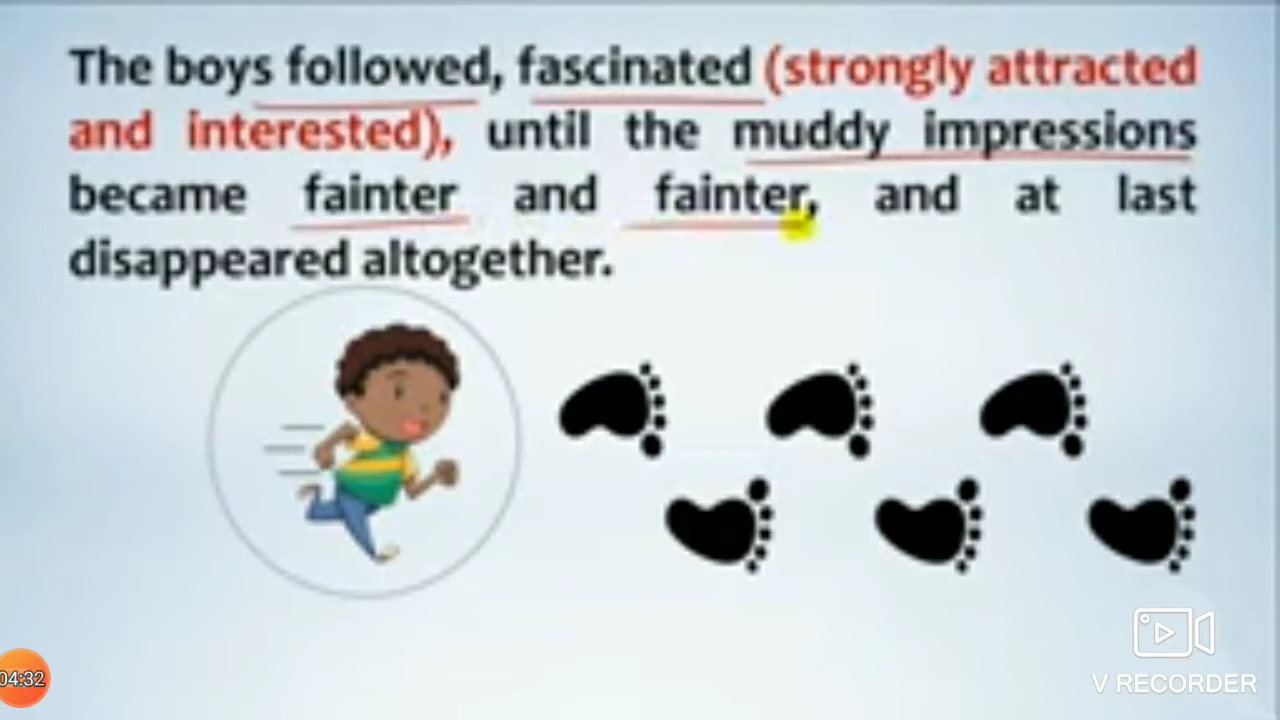 The boys followed, fascinated (strongly attracted
and interested), until the muddy impressions
became fainter and fainter, and at last
disappeared altogether.
04:32
V RECORDER